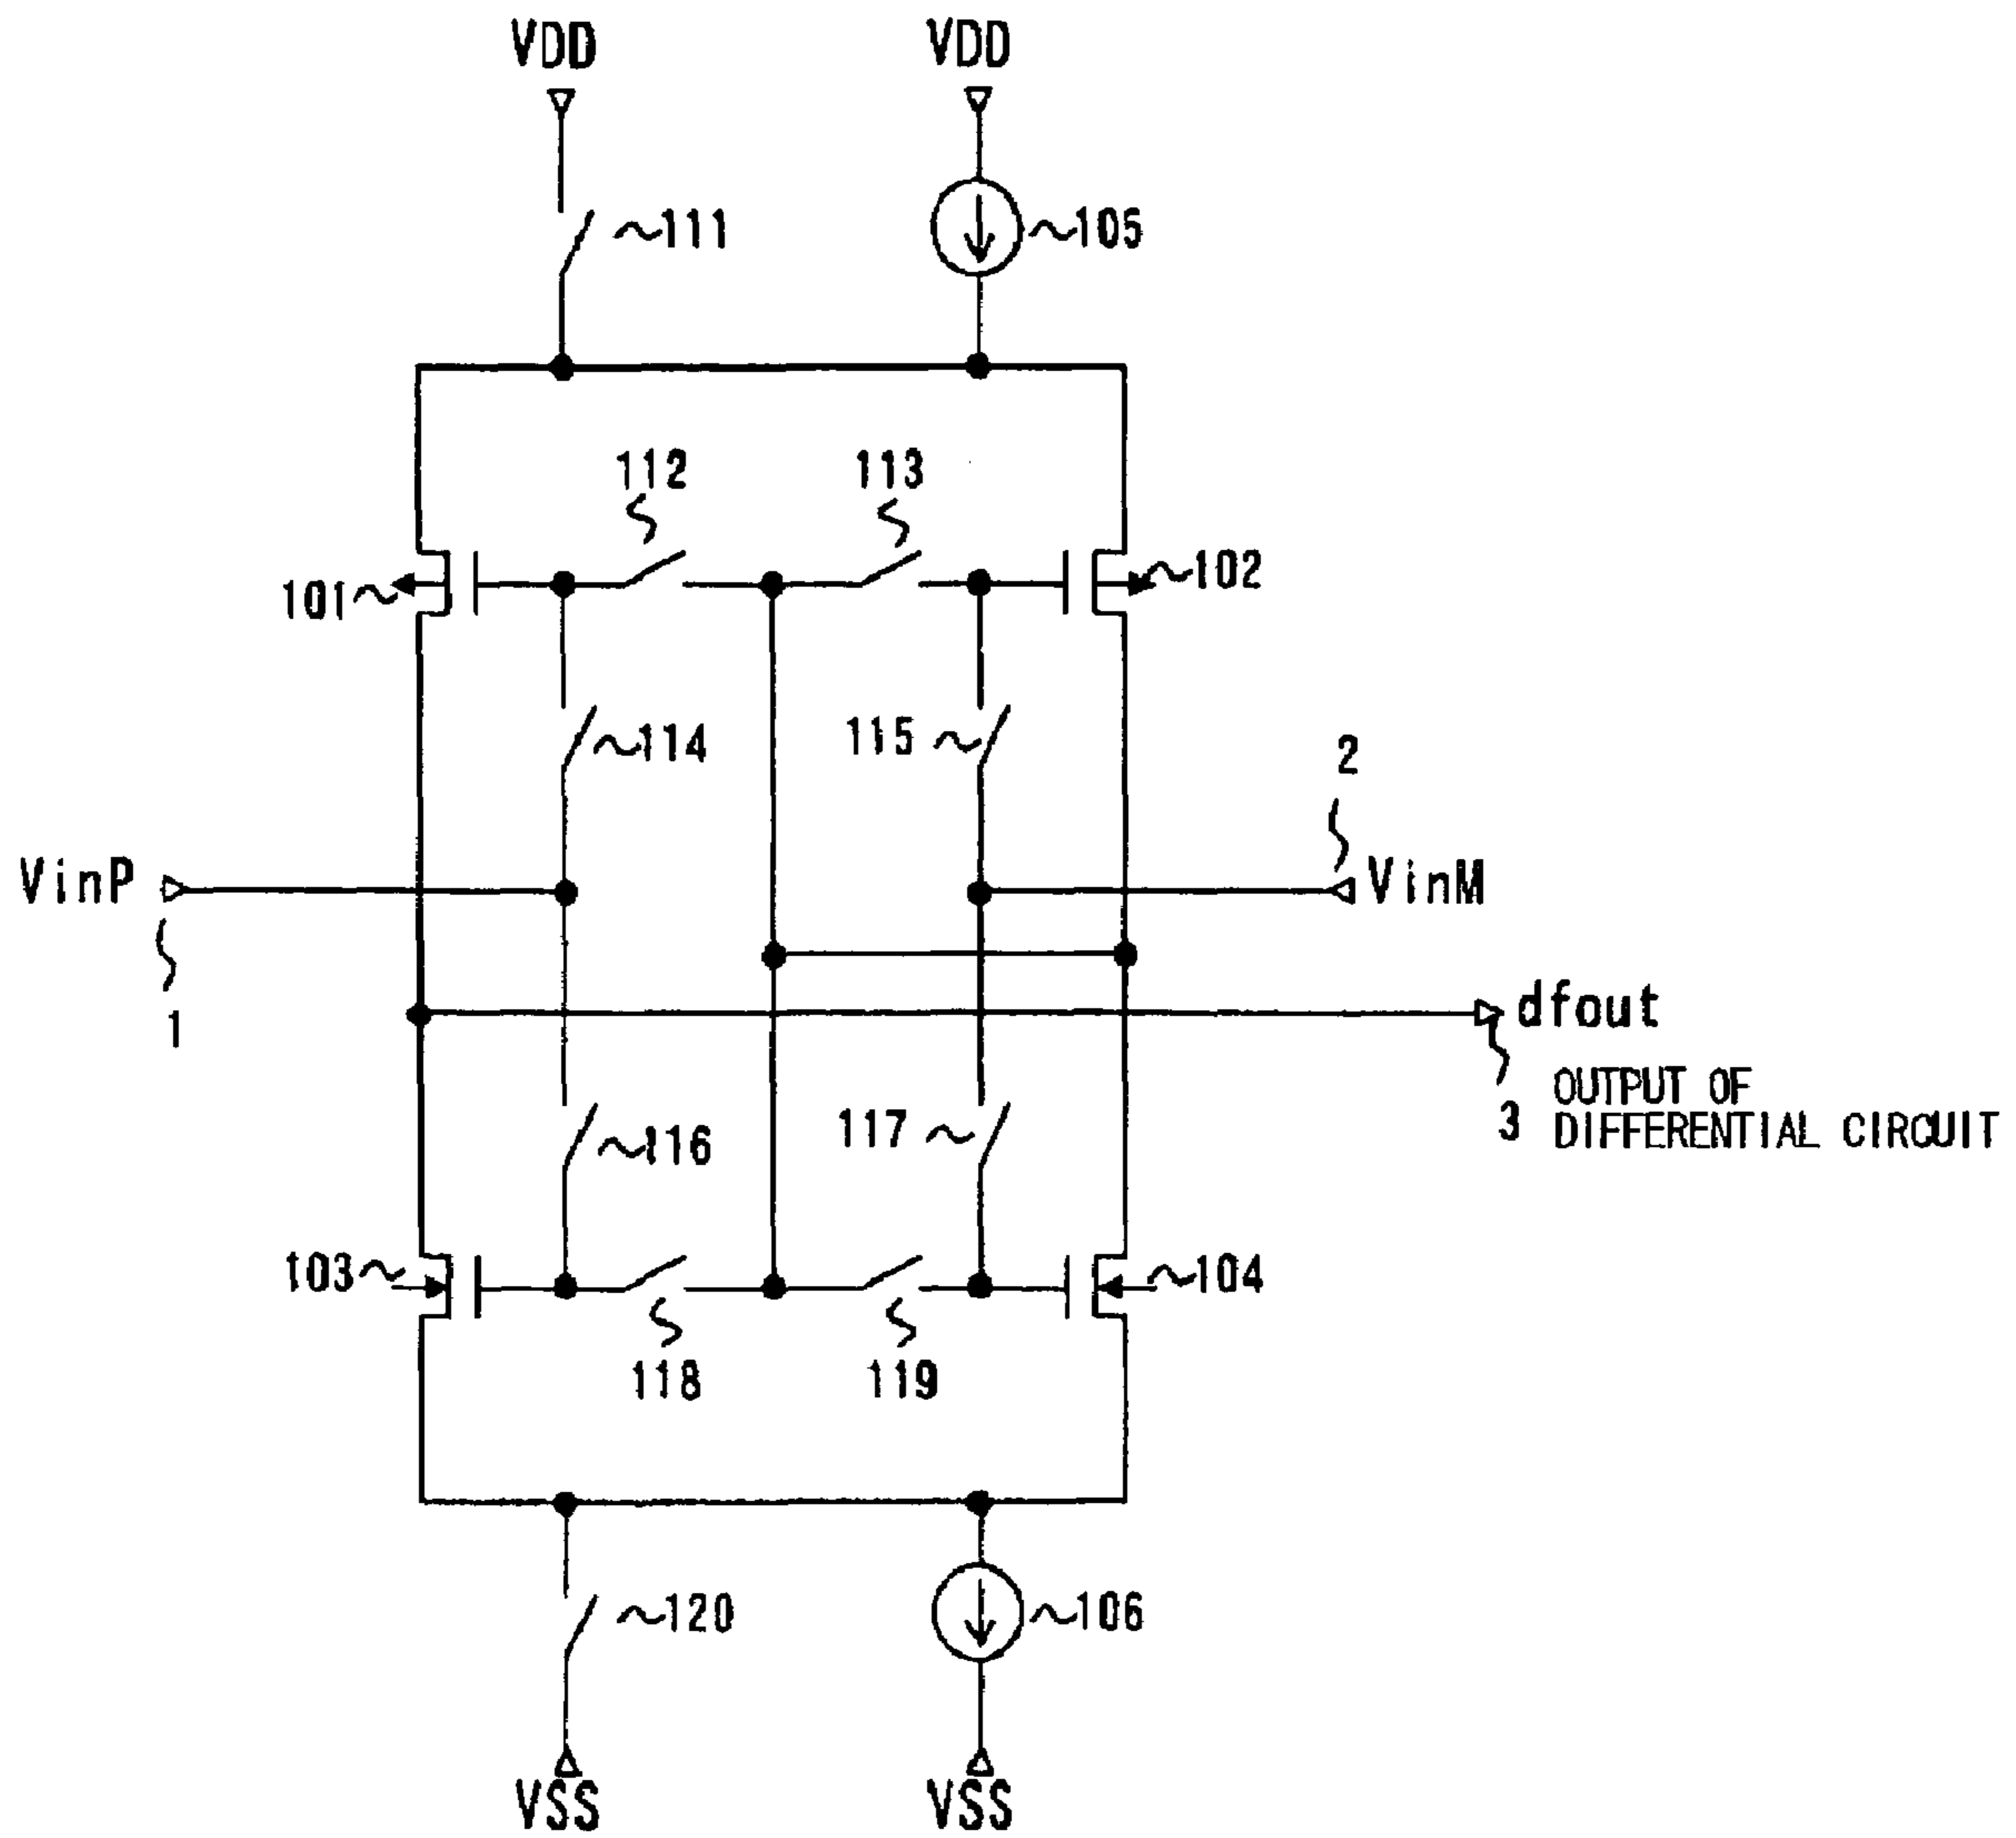 VDD VDD
111 105
112 113
101 102
114 115
2
VinP VinM
1
dfout
3 OUTPUT OF
DIFFERENTIAL CIRCUIT
116 117
103 104
118 119
120 106
VSS VSS